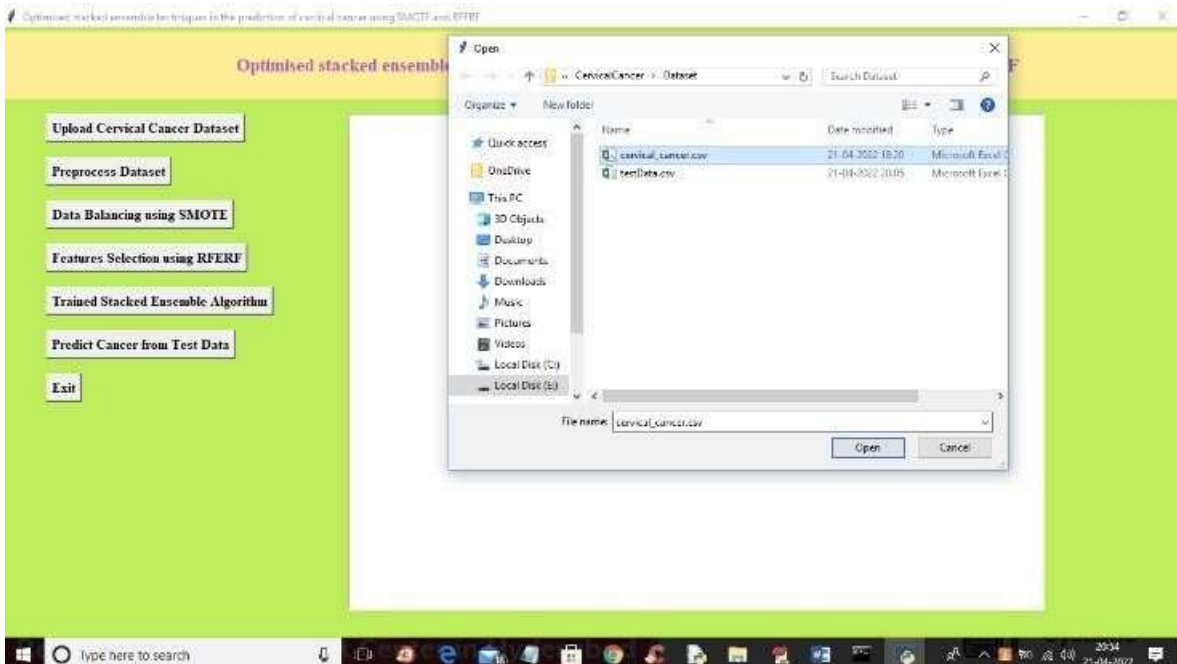 Optimised stacked ensemble techniques in the prediction of cervical cancer using SMOTE and RFERF
Optimised stacked ensembl
F
Upload Cervical Cancer Dataset
Preprocess Dataset
Data Balancing using SMOTE
Features Selection using RFERF
Trained Stacked Ensemble Algorithm
Predict Cancer from Test Data
Exit
Open
« CervicalCancer › Dataset
Search Dataset
Organize
New folder
Name
Date modified
Type
cervical_cancer.csv
21-04-2022 18:20
Microsoft Excel C
testData.csv
21-04-2022 20:05
Microsoft Excel C
Quick access
OneDrive
This PC
3D Objects
Desktop
Documents
Downloads
Music
Pictures
Videos
Local Disk (C:)
Local Disk (E:)
File name:
cervical_cancer.csv
Open
Cancel
Type here to search
20:54
21-04-2022